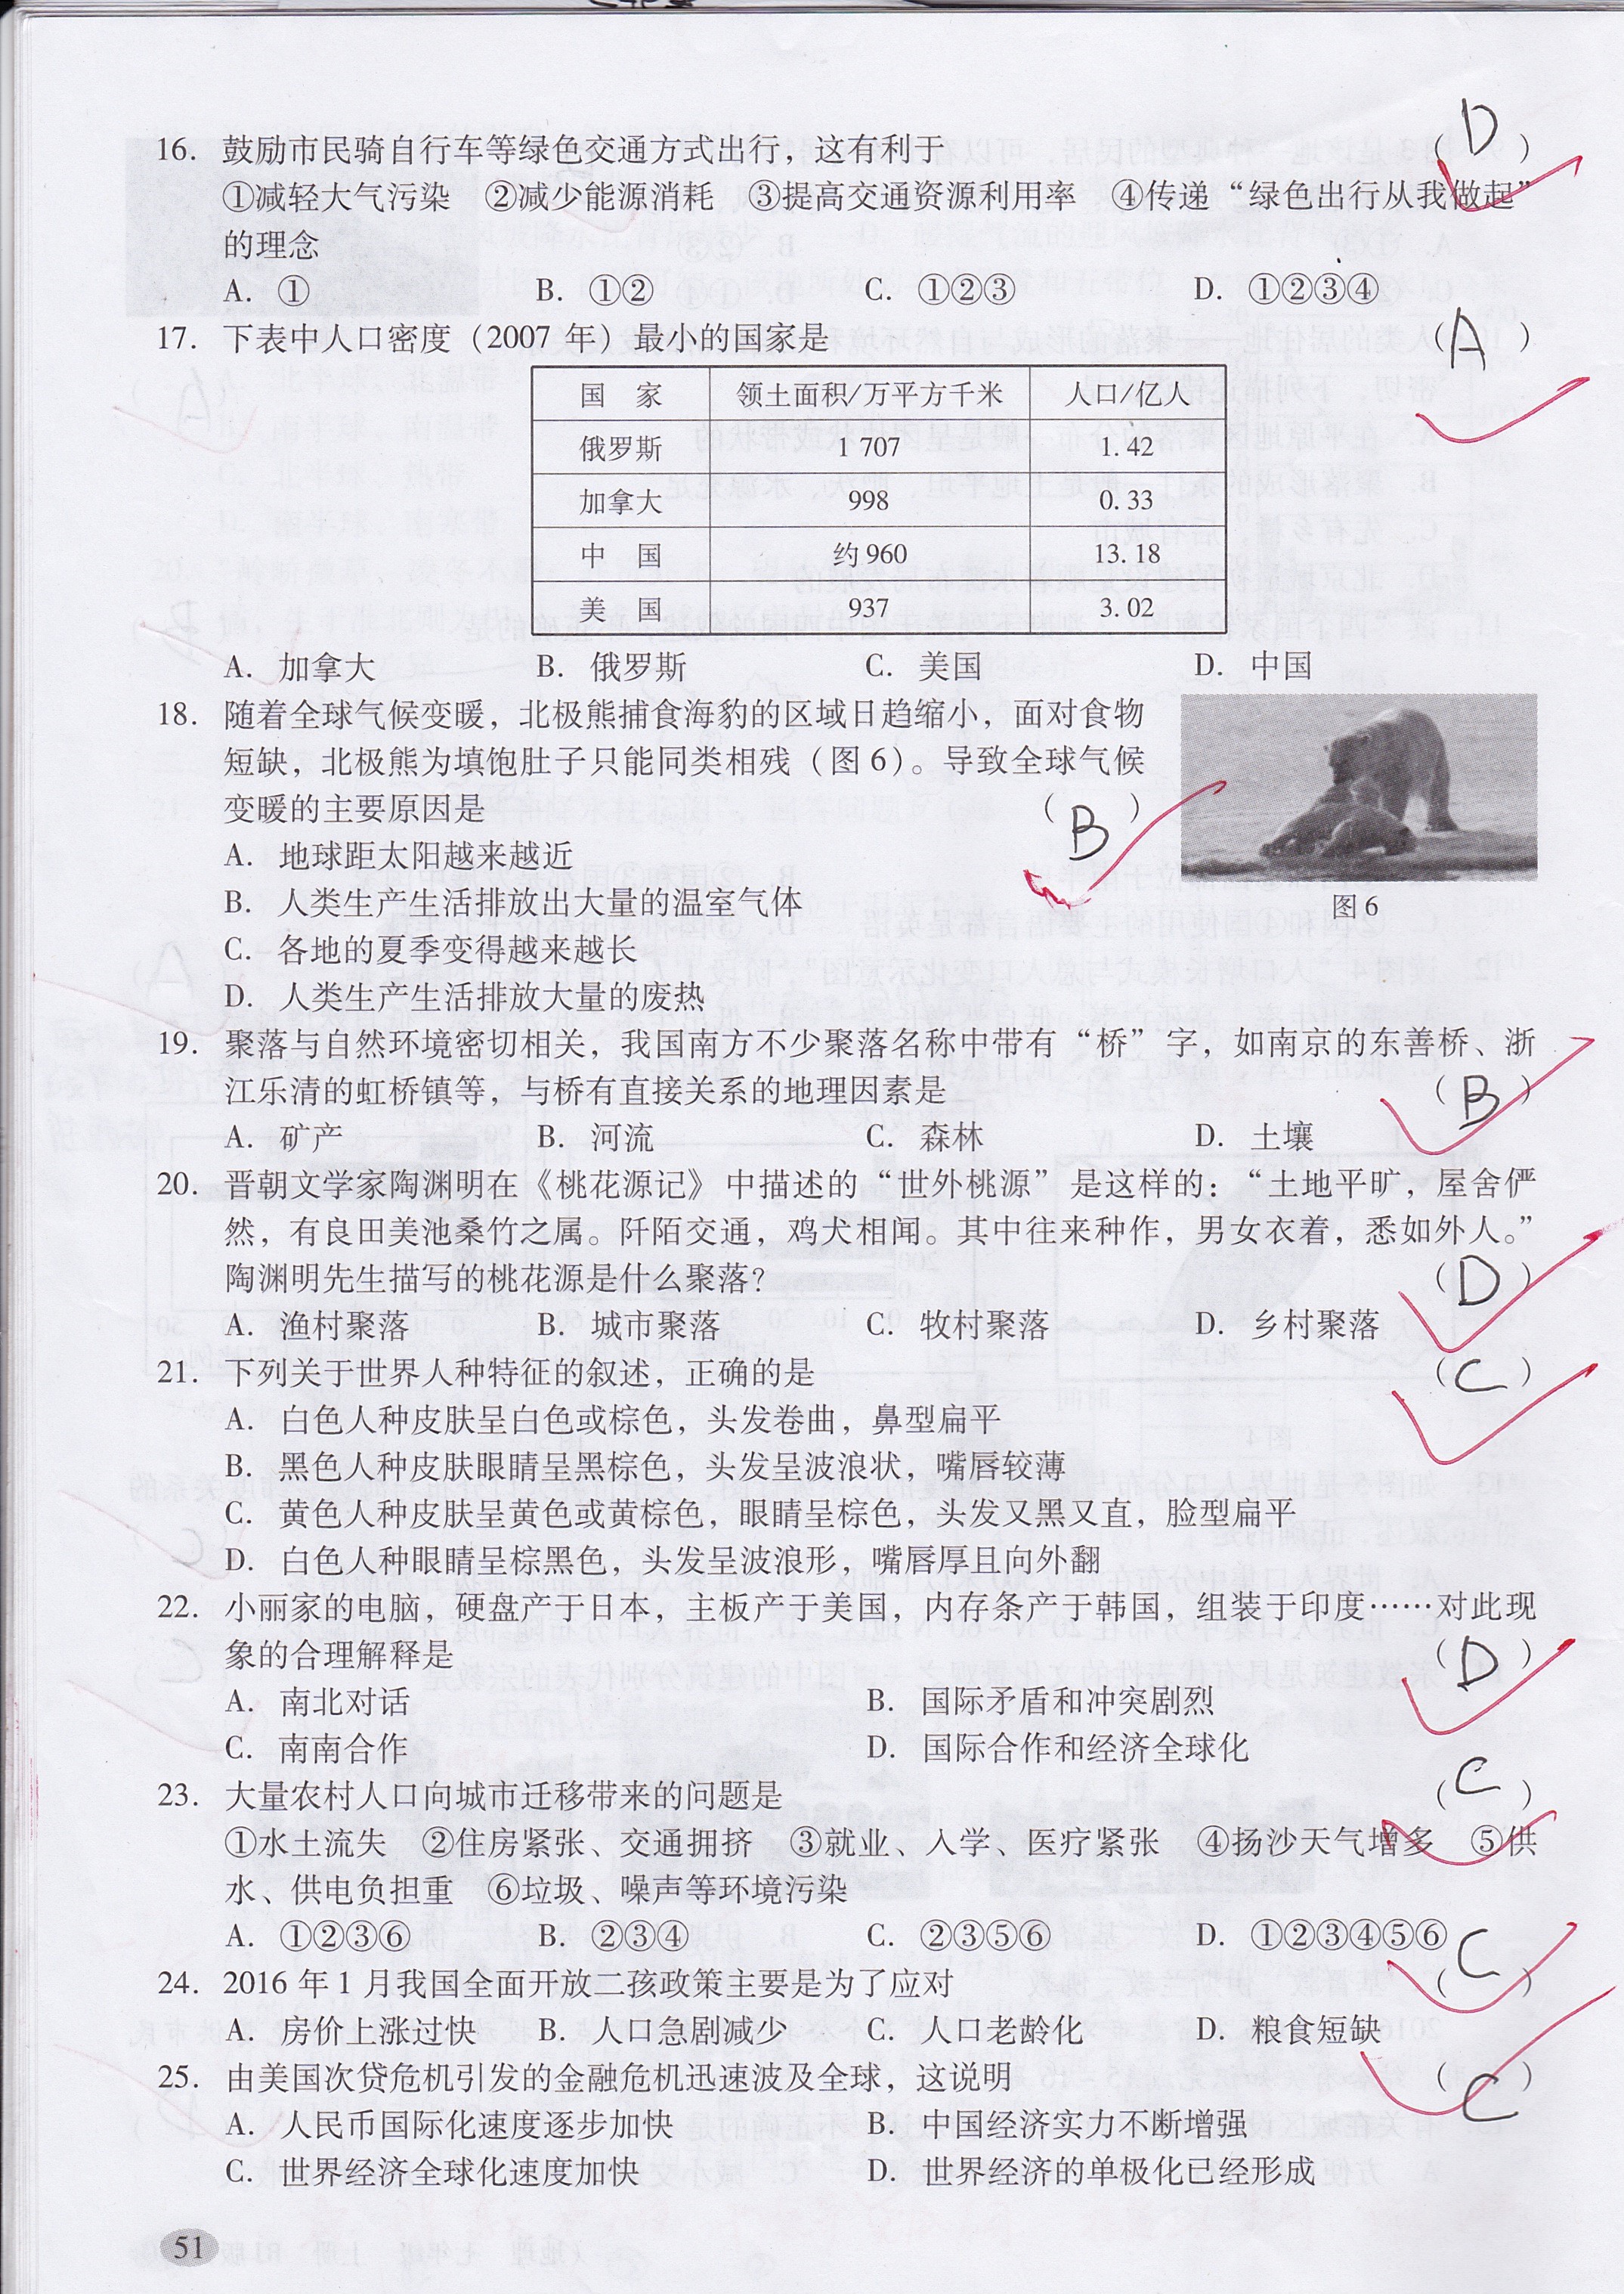 16. 鼓励市民骑自行车等绿色交通方式出行，这有利于 （D）
①减轻大气污染 ②减少能源消耗 ③提高交通资源利用率 ④传递“绿色出行从我做起”
的理念
A. ① B. ①② C. ①②③ D. ①②③④
17. 下表中人口密度（2007 年）最小的国家是 （A）
国 家 领土面积/万平方千米 人口/亿人
俄罗斯 1 707 1.42
加拿大 998 0.33
中 国 约 960 13.18
美 国 937 3.02
A. 加拿大 B. 俄罗斯 C. 美国 D. 中国
18. 随着全球气候变暖，北极熊捕食海豹的区域日趋缩小，面对食物
短缺，北极熊为填饱肚子只能同类相残（图 6）。导致全球气候
变暖的主要原因是 （B）
A. 地球距太阳越来越近
B. 人类生产生活排放出大量的温室气体
图 6
C. 各地的夏季变得越来越长
D. 人类生产生活排放大量的废热
19. 聚落与自然环境密切相关，我国南方不少聚落名称中带有“桥”字，如南京的东善桥、浙
江乐清的虹桥镇等，与桥有直接关系的地理因素是 （B）
A. 矿产 B. 河流 C. 森林 D. 土壤
20. 晋朝文学家陶渊明在《桃花源记》中描述的“世外桃源”是这样的：“土地平旷，屋舍俨
然，有良田美池桑竹之属。阡陌交通，鸡犬相闻。其中往来种作，男女衣着，悉如外人。”
陶渊明先生描写的桃花源是什么聚落？ （D）
A. 渔村聚落 B. 城市聚落 C. 牧村聚落 D. 乡村聚落
21. 下列关于世界人种特征的叙述，正确的是 （C）
A. 白色人种皮肤呈白色或棕色，头发卷曲，鼻型扁平
B. 黑色人种皮肤眼睛呈黑棕色，头发呈波浪状，嘴唇较薄
C. 黄色人种皮肤呈黄色或黄棕色，眼睛呈棕色，头发又黑又直，脸型扁平
D. 白色人种眼睛呈棕黑色，头发呈波浪形，嘴唇厚且向外翻
22. 小丽家的电脑，硬盘产于日本，主板产于美国，内存条产于韩国，组装于印度……对此现
象的合理解释是 （D）
A. 南北对话 B. 国际矛盾和冲突剧烈
C. 南南合作 D. 国际合作和经济全球化
23. 大量农村人口向城市迁移带来的问题是 （C）
①水土流失 ②住房紧张、交通拥挤 ③就业、入学、医疗紧张 ④扬沙天气增多 ⑤供
水、供电负担重 ⑥垃圾、噪声等环境污染
A. ①②③⑥ B. ②③④ C. ②③⑤⑥ D. ①②③④⑤⑥
24. 2016 年 1 月我国全面开放二孩政策主要是为了应对 （C）
A. 房价上涨过快 B. 人口急剧减少 C. 人口老龄化 D. 粮食短缺
25. 由美国次贷危机引发的金融危机迅速波及全球，这说明 （C）
A. 人民币国际化速度逐步加快 B. 中国经济实力不断增强
C. 世界经济全球化速度加快 D. 世界经济的单极化已经形成
51